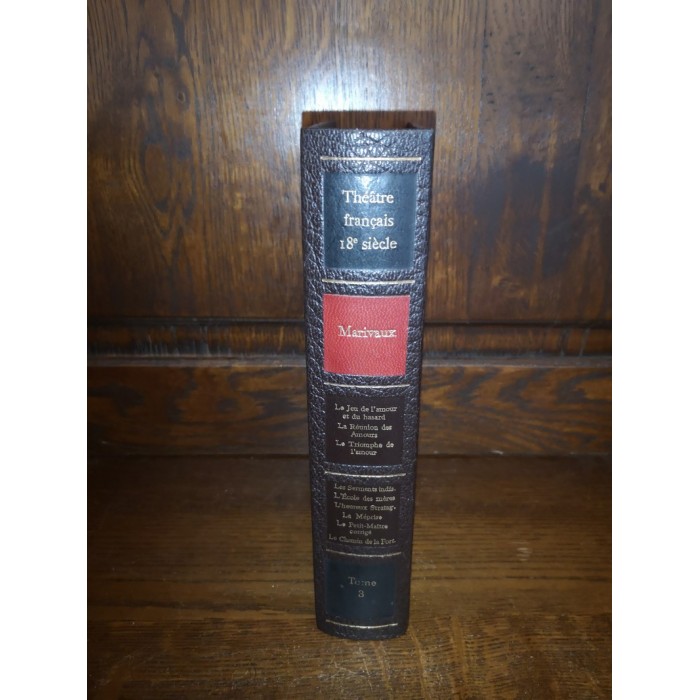 Théâtre
français
18e siècle
Marivaux
Le Jeu de l'amour
et du hasard
La Réunion des
Amours
Le Triomphe de
l'amour
Les Serments indis.
L'École des mères
L'heureux Stratag.
La Méprise
Le Petit-Maître
corrigé
Le Chemin de la Fort.
Tome
3